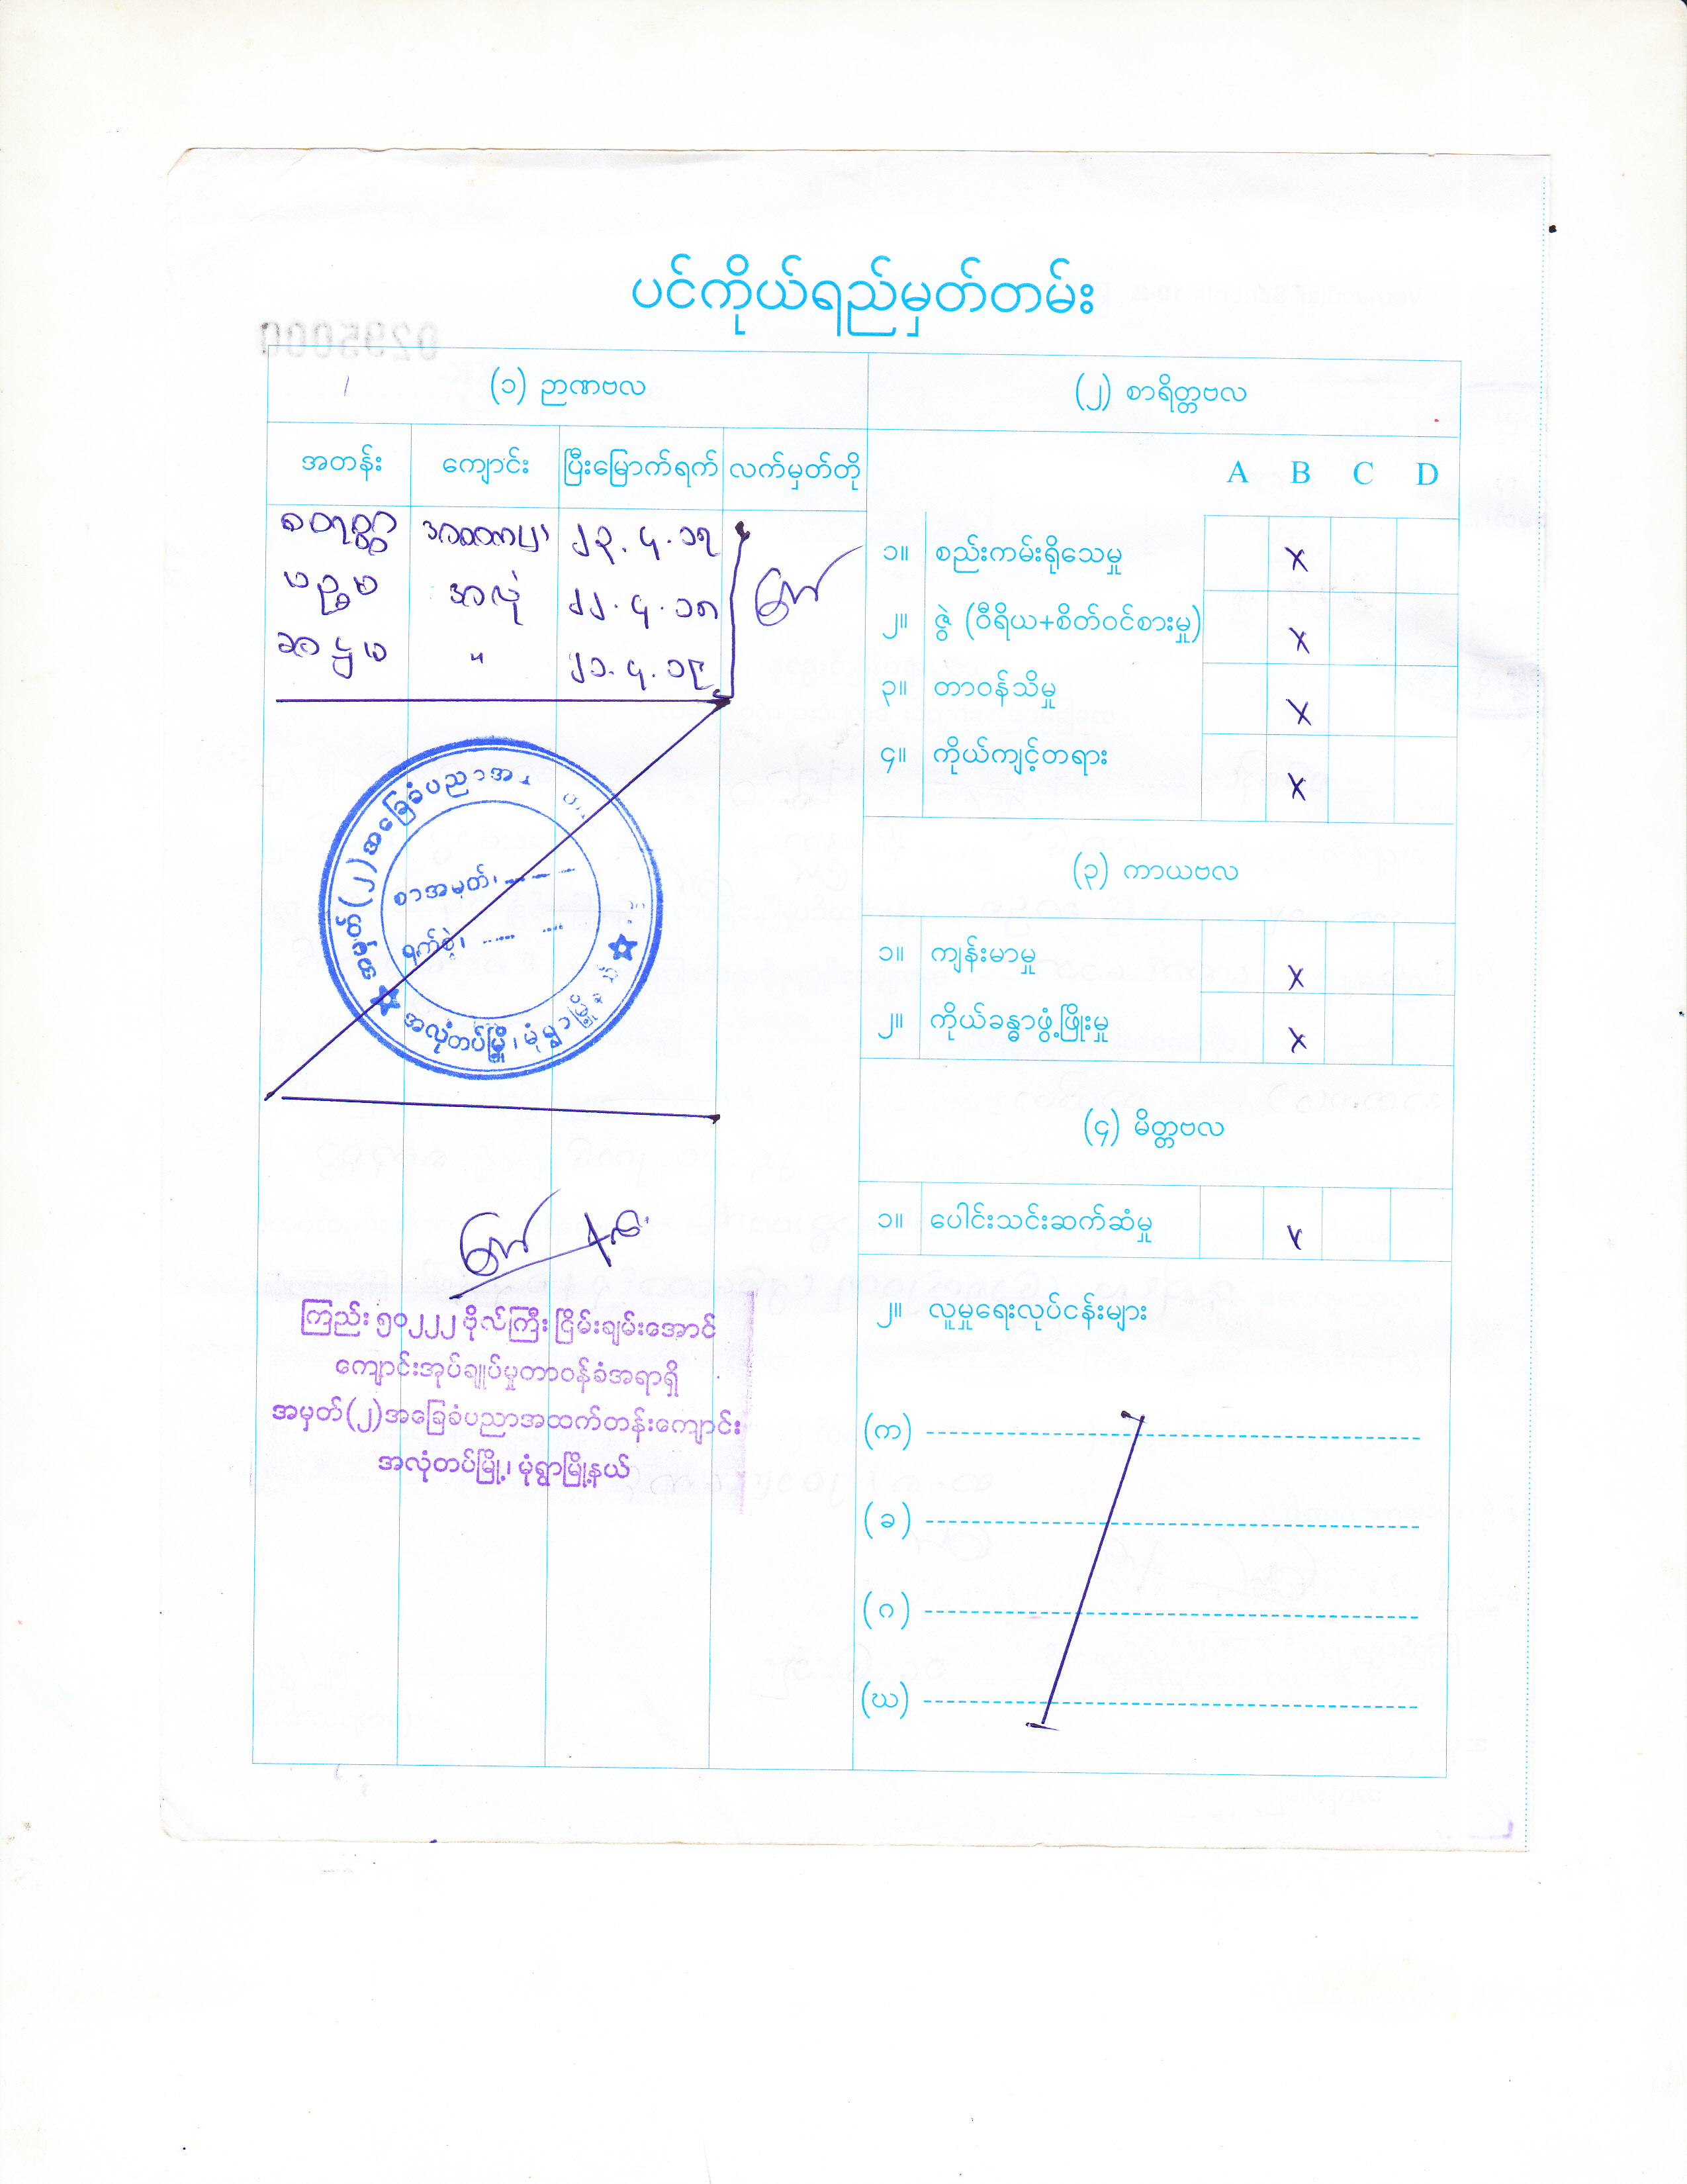 ပင်ကိုယ်ရည်မှတ်တမ်း
0295000
(၁) ဉာဏဗလ
အတန်း ကျောင်း ပြီးမြောက်ရက် လက်မှတ်တို
စတုတ္ထ ၂၃.၄.၁၇
ပဉ္စမ အလုံ ၂၂.၄.၁၈
ဆဋ္ဌမ " ၂၁.၄.၁၉
အမှတ်(၂)အခြေခံပညာအ
စာအမှတ်၊
ရက်စွဲ၊
အလုံတပ်မြို့၊ မုံရွာမြို့
ကြည်း ၅၀၂၂၂ ဗိုလ်ကြီး ငြိမ်းချမ်းအောင်
ကျောင်းအုပ်ချုပ်မှုတာဝန်ခံအရာရှိ
အမှတ်(၂)အခြေခံပညာအထက်တန်းကျောင်း
အလုံတပ်မြို့၊ မုံရွာမြို့နယ်
(၂) စာရိတ္တဗလ
A B C D
၁။ စည်းကမ်းရိုသေမှု X
၂။ ဇွဲ (ဝီရိယ+စိတ်ဝင်စားမှု) X
၃။ တာဝန်သိမှု X
၄။ ကိုယ်ကျင့်တရား X
(၃) ကာယဗလ
၁။ ကျန်းမာမှု X
၂။ ကိုယ်ခန္ဓာဖွံ့ဖြိုးမှု X
(၄) မိတ္တဗလ
၁။ ပေါင်းသင်းဆက်ဆံမှု X
၂။ လူမှုရေးလုပ်ငန်းများ
(က)
(ခ)
(ဂ)
(ဃ)